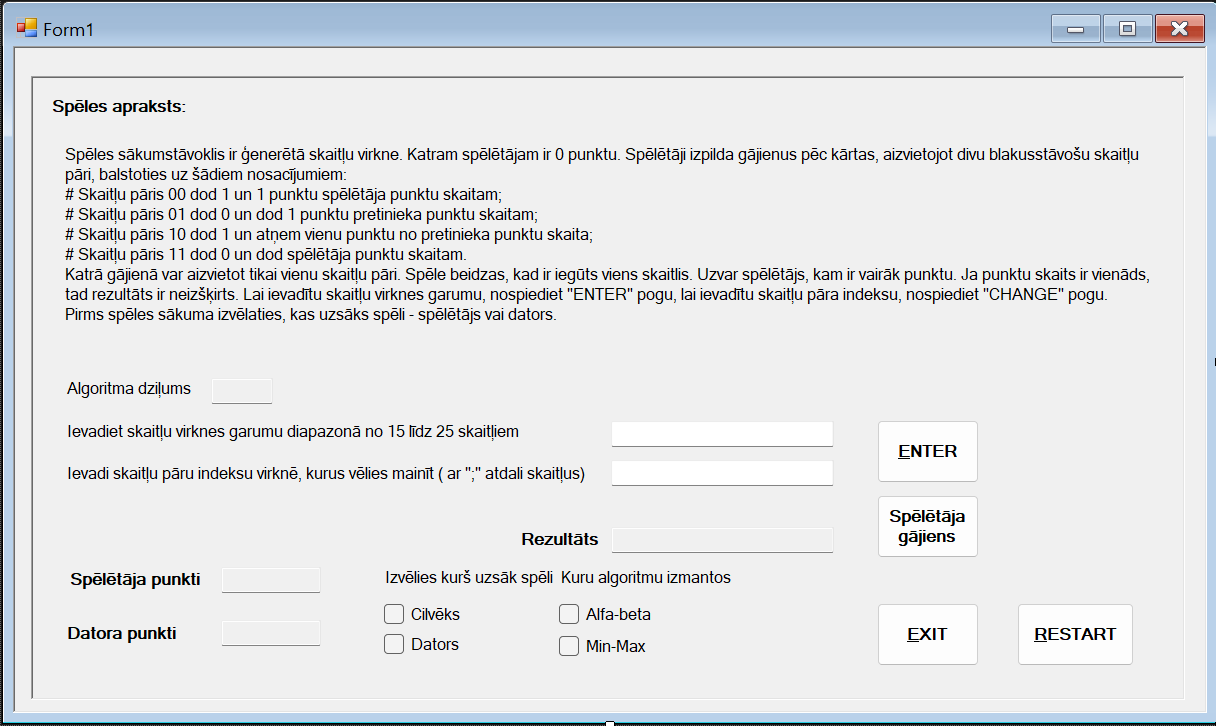 Form1
Spēles apraksts:
Spēles sākumstāvoklis ir ģenerētā skaitļu virkne. Katram spēlētājam ir 0 punktu. Spēlētāji izpilda gājienus pēc kārtas, aizvietojot divu blakusstāvošu skaitļu
pāri, balstoties uz šādiem nosacījumiem:
# Skaitļu pāris 00 dod 1 un 1 punktu spēlētāja punktu skaitam;
# Skaitļu pāris 01 dod 0 un dod 1 punktu pretinieka punktu skaitam;
# Skaitļu pāris 10 dod 1 un atņem vienu punktu no pretinieka punktu skaita;
# Skaitļu pāris 11 dod 0 un dod spēlētāja punktu skaitam.
Katrā gājienā var aizvietot tikai vienu skaitļu pāri. Spēle beidzas, kad ir iegūts viens skaitlis. Uzvar spēlētājs, kam ir vairāk punktu. Ja punktu skaits ir vienāds,
tad rezultāts ir neizšķirts. Lai ievadītu skaitļu virknes garumu, nospiediet "ENTER" pogu, lai ievadītu skaitļu pāra indeksu, nospiediet "CHANGE" pogu.
Pirms spēles sākuma izvēlaties, kas uzsāks spēli - spēlētājs vai dators.
Algoritma dziļums
Ievadiet skaitļu virknes garumu diapazonā no 15 līdz 25 skaitļiem
ENTER
Ievadi skaitļu pāru indeksu virknē, kurus vēlies mainīt ( ar ";" atdali skaitļus)
Spēlētāja
gājiens
Rezultāts
Spēlētāja punkti
Izvēlies kurš uzsāk spēli Kuru algoritmu izmantos
Cilvēks
Alfa-beta
Datora punkti
Dators
Min-Max
EXIT
RESTART